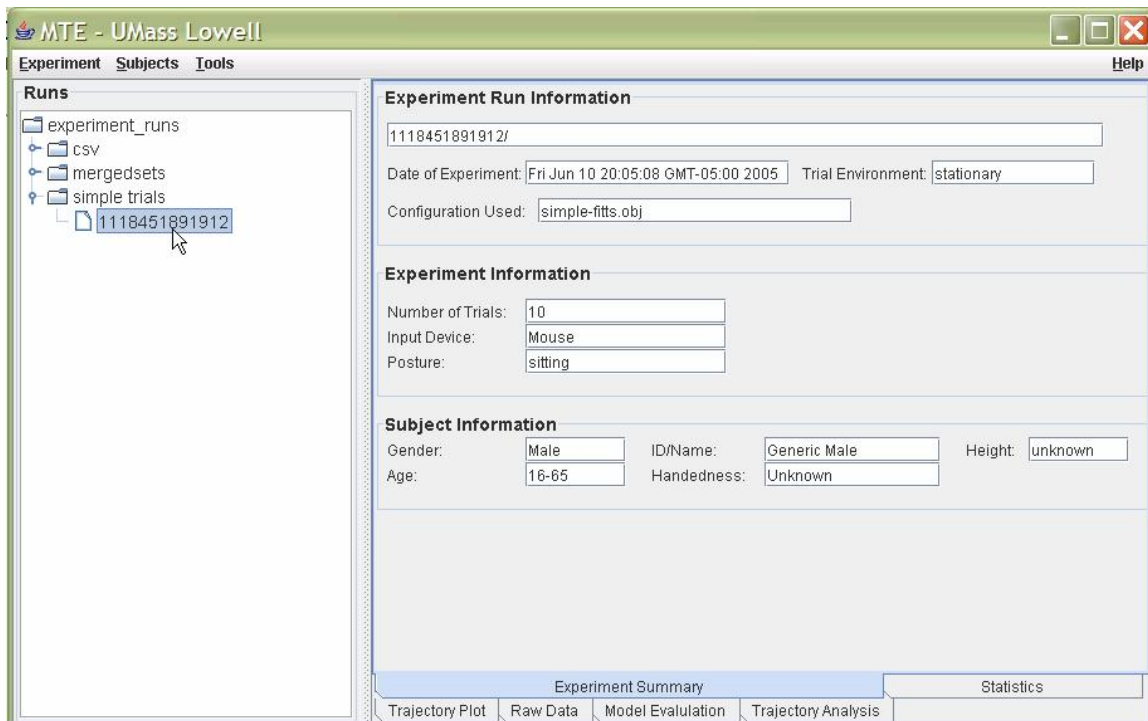 MTE - UMass Lowell
Experiment Subjects Tools Help
Runs
experiment_runs
csv
mergedsets
simple trials
1118451891912
Experiment Run Information
1118451891912/
Date of Experiment: Fri Jun 10 20:05:08 GMT-05:00 2005 Trial Environment: stationary
Configuration Used: simple-fitts.obj
Experiment Information
Number of Trials: 10
Input Device: Mouse
Posture: sitting
Subject Information
Gender: Male ID/Name: Generic Male Height: unknown
Age: 16-65 Handedness: Unknown
Experiment Summary Statistics
Trajectory Plot Raw Data Model Evalulation Trajectory Analysis